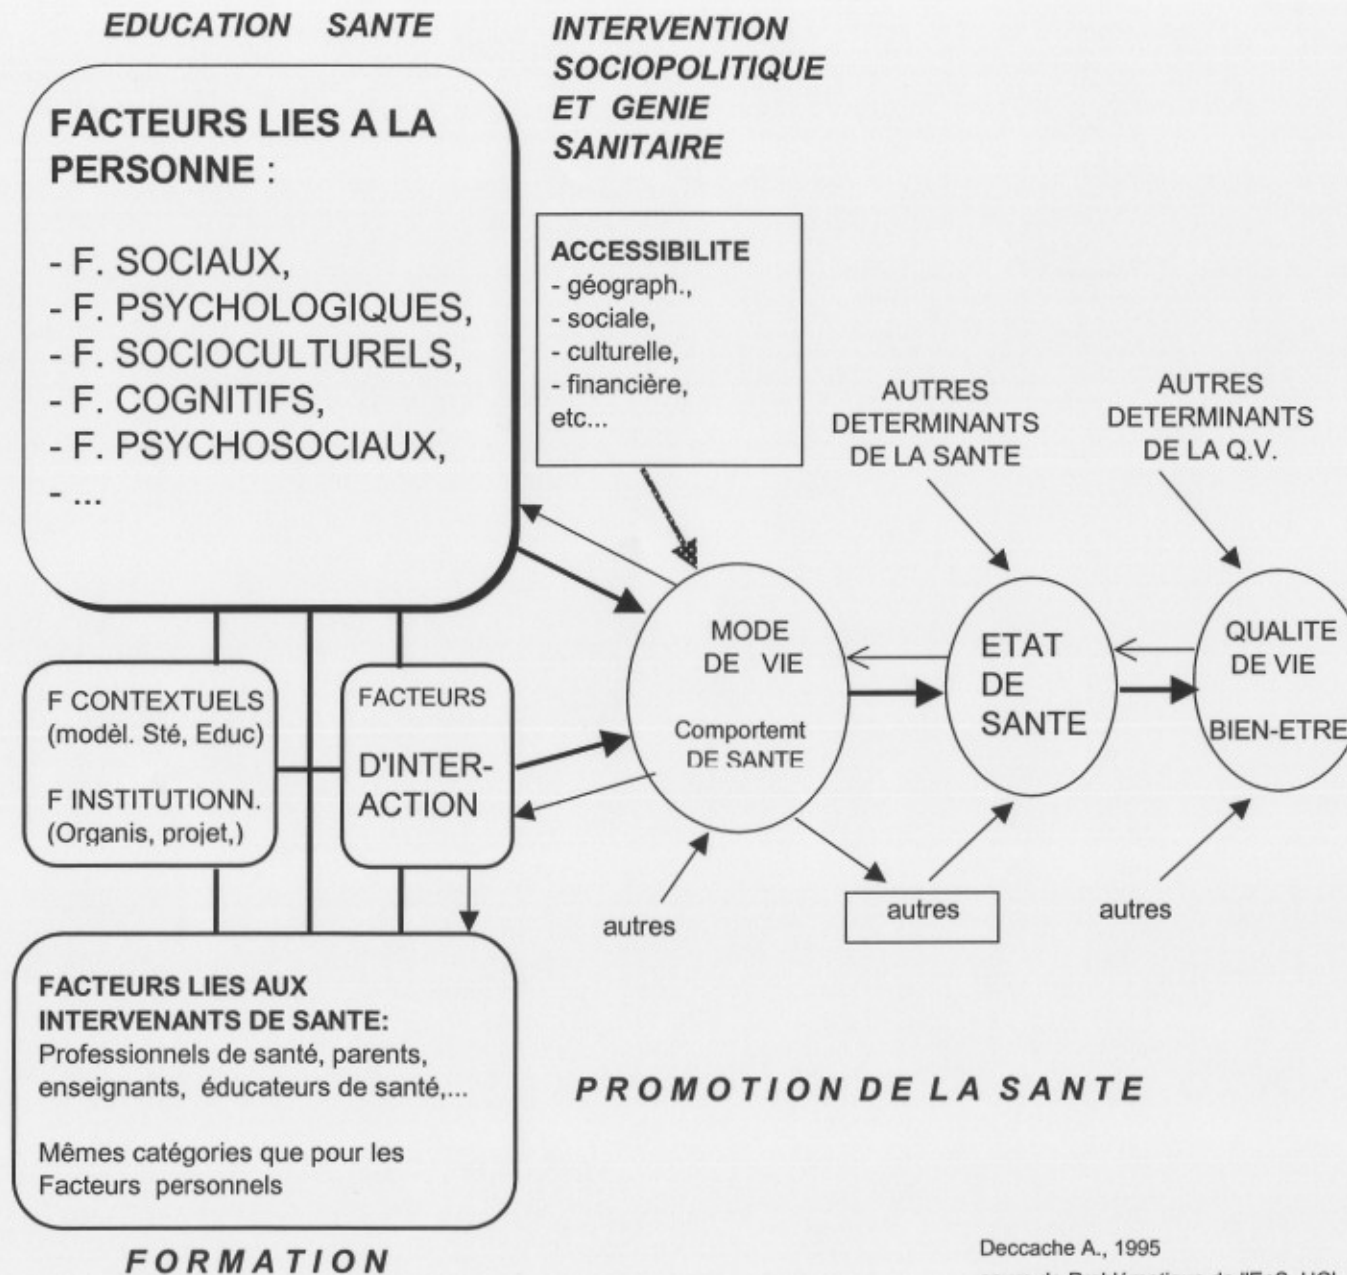 EDUCATION SANTE
INTERVENTION
SOCIOPOLITIQUE
ET GENIE
SANITAIRE
FACTEURS LIES A LA
PERSONNE :
- F. SOCIAUX,
- F. PSYCHOLOGIQUES,
- F. SOCIOCULTURELS,
- F. COGNITIFS,
- F. PSYCHOSOCIAUX,
- ...
ACCESSIBILITE
- géograph.,
- sociale,
- culturelle,
- financière,
etc...
AUTRES
DETERMINANTS
DE LA SANTE
AUTRES
DETERMINANTS
DE LA Q.V.
F CONTEXTUELS
(modèl. Sté, Educ)
F INSTITUTIONN.
(Organis, projet,)
FACTEURS
D'INTER-
ACTION
MODE
DE VIE
Comportemt
DE SANTE
ETAT
DE
SANTE
QUALITE
DE VIE
BIEN-ETRE
autres
autres
autres
FACTEURS LIES AUX
INTERVENANTS DE SANTE:
Professionnels de santé, parents,
enseignants, éducateurs de santé,...
Mêmes catégories que pour les
Facteurs personnels
PROMOTION DE LA SANTE
FORMATION
Deccache A., 1995